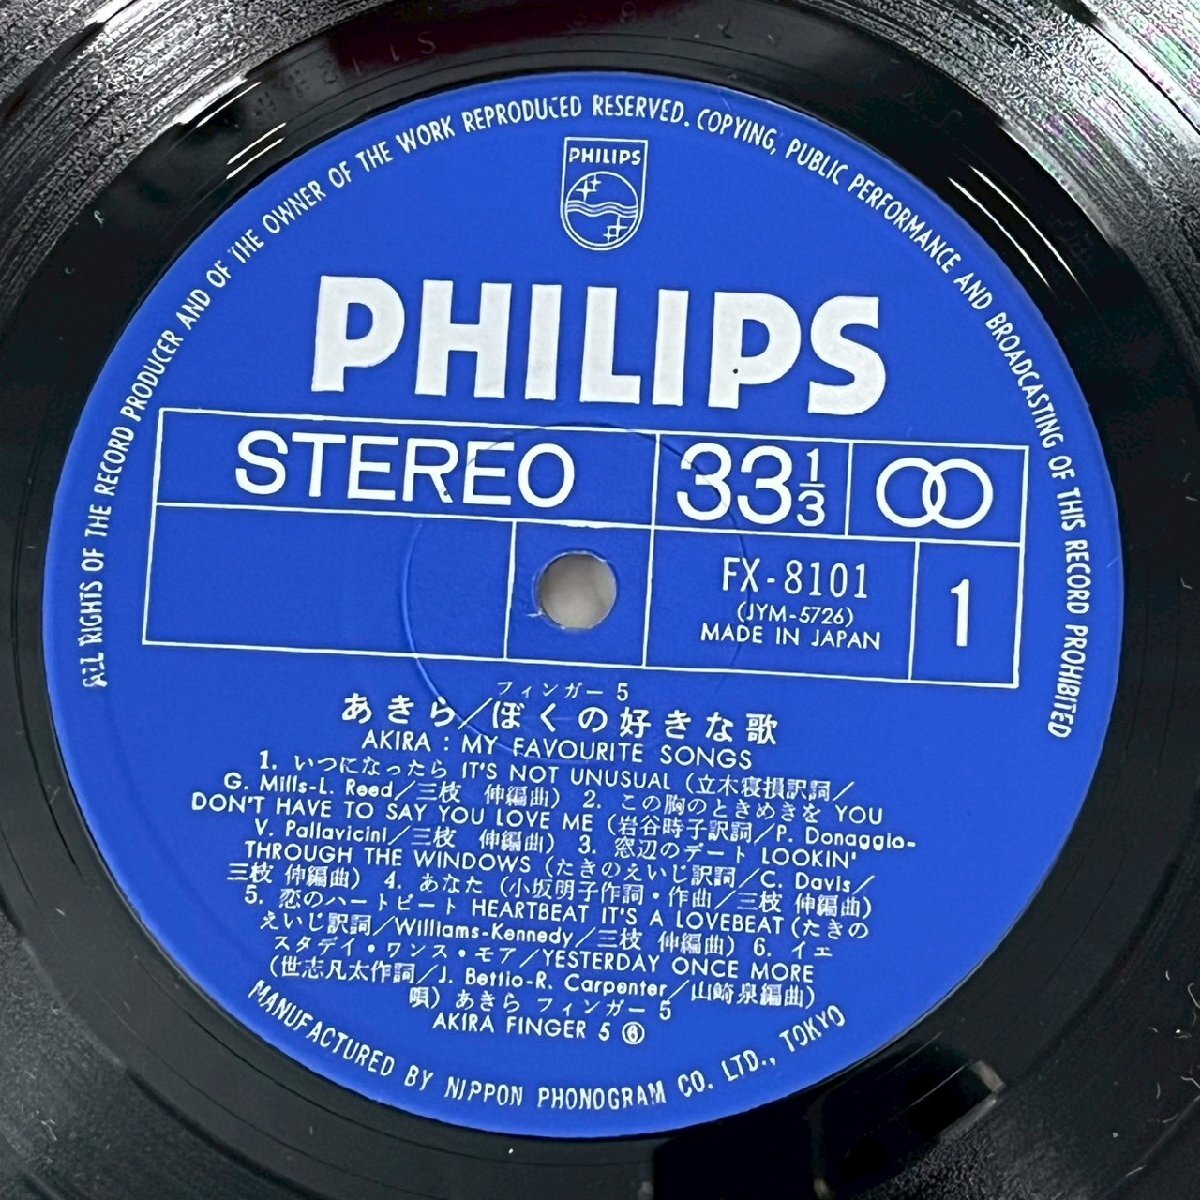 ALL RIGHTS OF THE RECORD PRODUCER AND OF THE OWNER OF THE WORK REPRODUCED RESERVED. COPYING, PUBLIC PERFORMANCE AND BROADCASTING OF THIS RECORD PROHIBITED
PHILIPS
PHILIPS
STEREO 33 1/3
FX-8101 1
(JYM-5726)
MADE IN JAPAN
フィンガー5
あきら/ぼくの好きな歌
AKIRA : MY FAVOURITE SONGS
1. いつになったら IT'S NOT UNUSUAL (立木寝損訳詞/
G. Mills-L. Reed/三枝 伸編曲) 2. この胸のときめきを YOU
DON'T HAVE TO SAY YOU LOVE ME (岩谷時子訳詞/P. Donaggio-
V. Pallavicini/三枝 伸編曲) 3. 窓辺のデート LOOKIN'
THROUGH THE WINDOWS (たきのえいじ訳詞/C. Davis/
三枝 伸編曲) 4. あなた (小坂明子作詞・作曲/三枝 伸編曲)
5. 恋のハートビート HEARTBEAT IT'S A LOVEBEAT (たきの
えいじ訳詞/Williams-Kennedy/三枝 伸編曲) 6. イエ
スタデイ・ワンス・モア/YESTERDAY ONCE MORE
(世志凡太作詞/J. Bettio-R. Carpenter/山崎泉編曲)
唄) あきら フィンガー5
AKIRA FINGER 5 ⑥
MANUFACTURED BY NIPPON PHONOGRAM CO. LTD., TOKYO